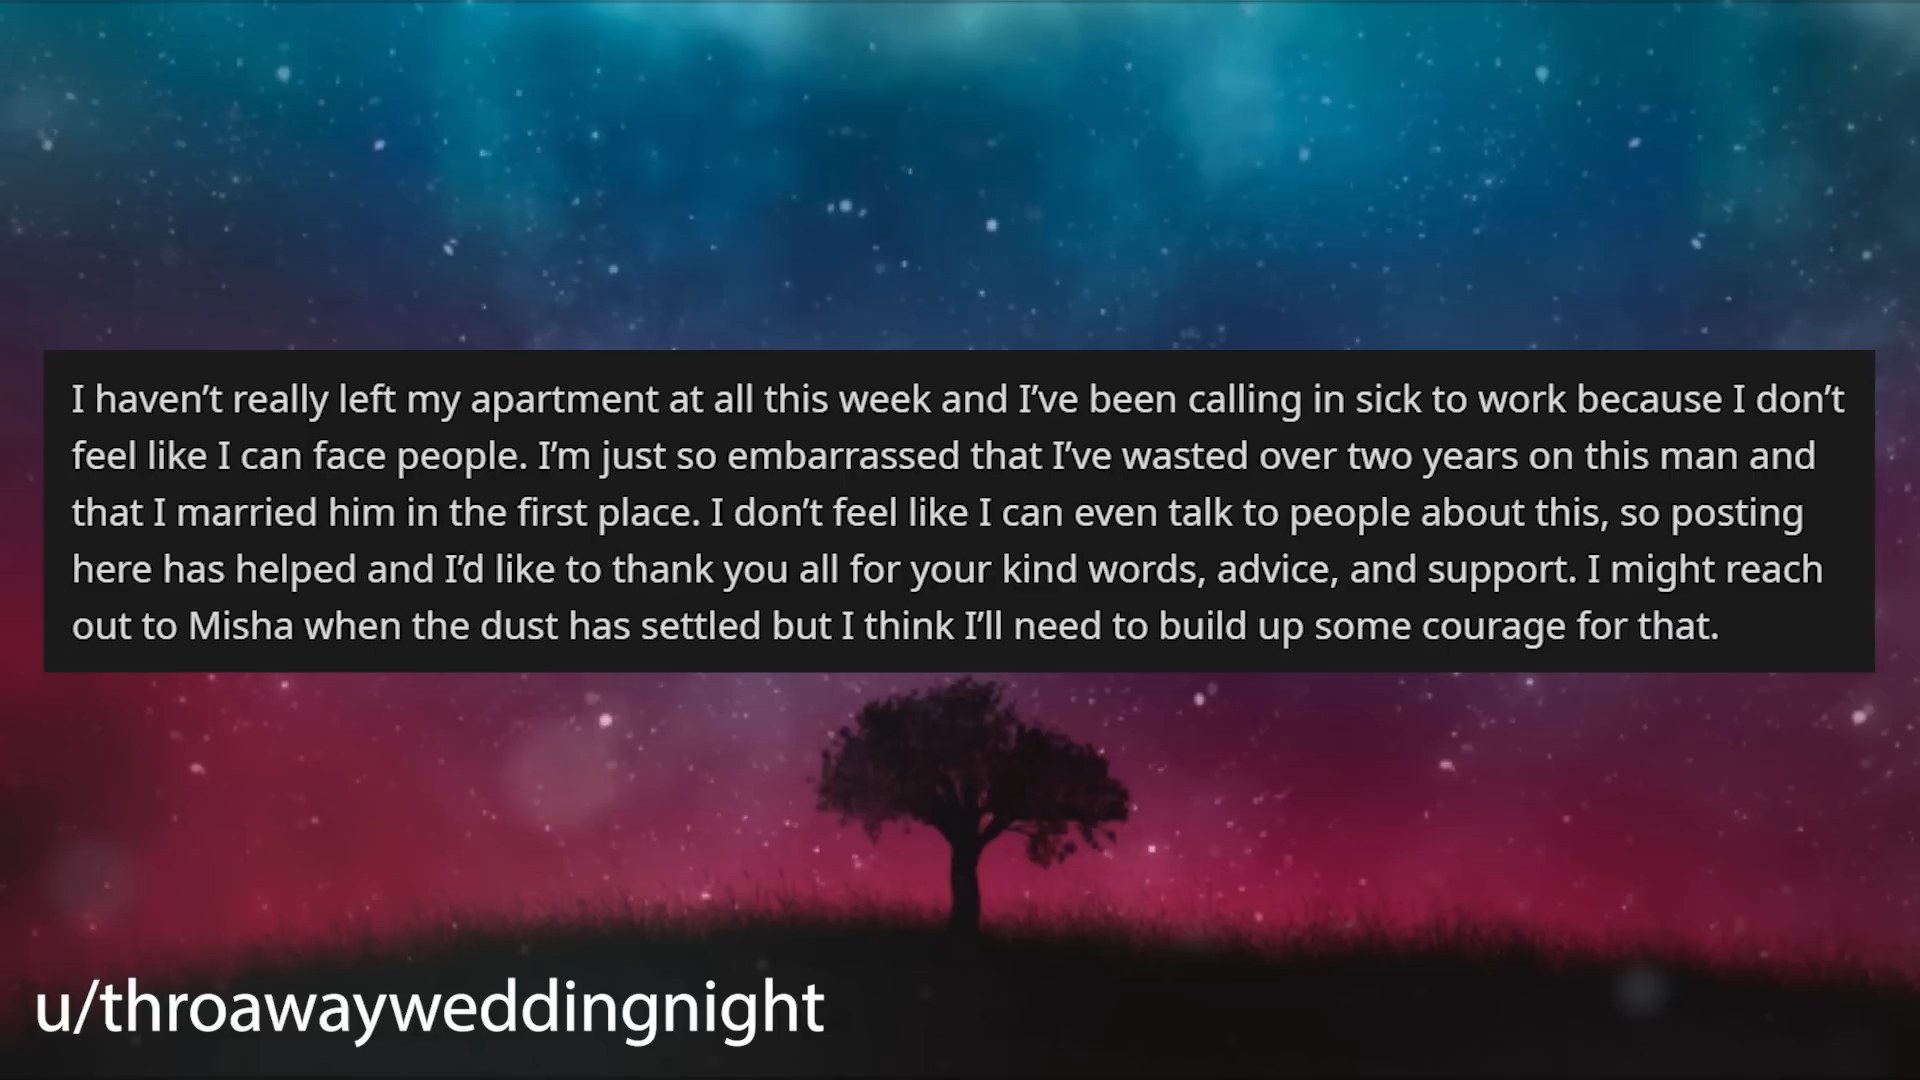 I haven’t really left my apartment at all this week and I’ve been calling in sick to work because I don’t
feel like I can face people. I’m just so embarrassed that I’ve wasted over two years on this man and
that I married him in the first place. I don’t feel like I can even talk to people about this, so posting
here has helped and I’d like to thank you all for your kind words, advice, and support. I might reach
out to Misha when the dust has settled but I think I’ll need to build up some courage for that.
u/throawayweddingnight